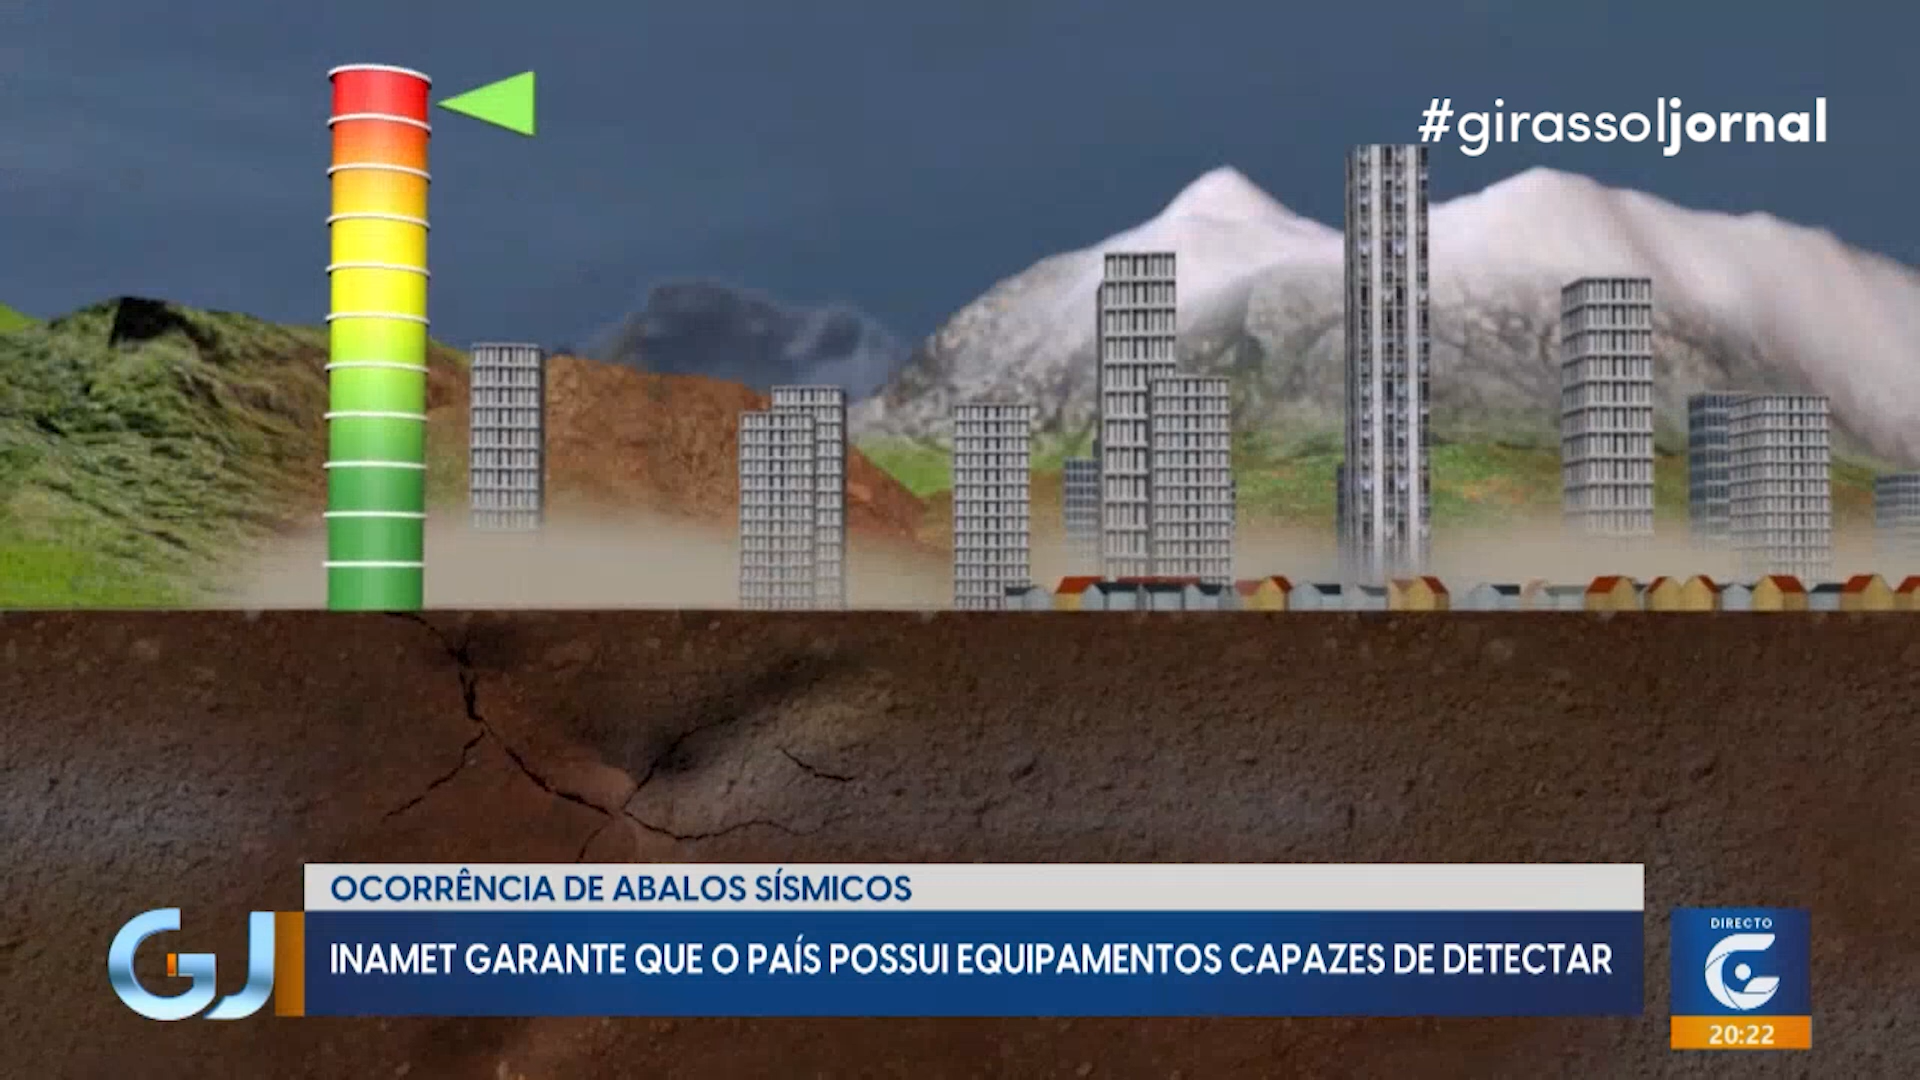 #girassoljornal
OCORRÊNCIA DE ABALOS SÍSMICOS
INAMET GARANTE QUE O PAÍS POSSUI EQUIPAMENTOS CAPAZES DE DETECTAR
GJ
DIRECTO
20:22